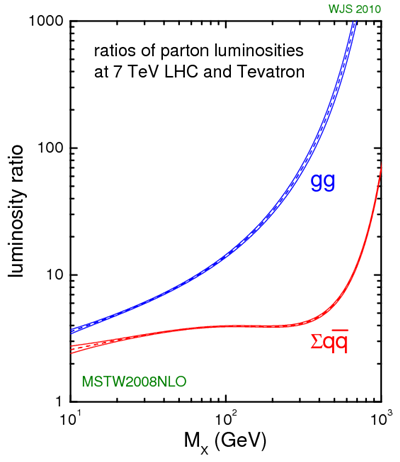 WJS 2010
1000
ratios of parton luminosities
at 7 TeV LHC and Tevatron
100
luminosity ratio
gg
10
Σqq̅
MSTW2008NLO
1
10¹ 10² 10³
Mₓ (GeV)